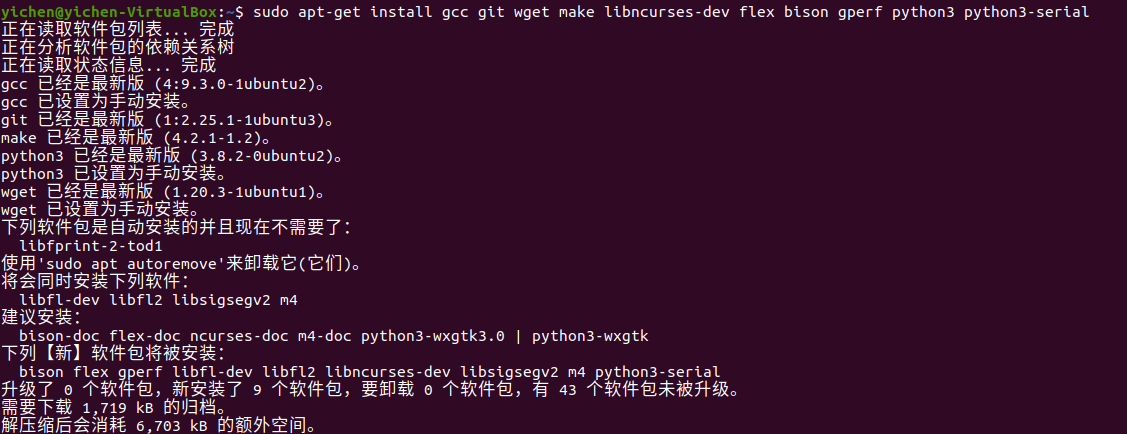 yichen@yichen-VirtualBox:~$ sudo apt-get install gcc git wget make libncurses-dev flex bison gperf python3 python3-serial
正在读取软件包列表... 完成
正在分析软件包的依赖关系树
正在读取状态信息... 完成
gcc 已经是最新版 (4:9.3.0-1ubuntu2)。
gcc 已设置为手动安装。
git 已经是最新版 (1:2.25.1-1ubuntu3)。
make 已经是最新版 (4.2.1-1.2)。
python3 已经是最新版 (3.8.2-0ubuntu2)。
python3 已设置为手动安装。
wget 已经是最新版 (1.20.3-1ubuntu1)。
wget 已设置为手动安装。
下列软件包是自动安装的并且现在不需要了：
  libfprint-2-tod1
使用'sudo apt autoremove'来卸载它(它们)。
将会同时安装下列软件：
  libfl-dev libfl2 libsigsegv2 m4
建议安装：
  bison-doc flex-doc ncurses-doc m4-doc python3-wxgtk3.0 | python3-wxgtk
下列【新】软件包将被安装：
  bison flex gperf libfl-dev libfl2 libncurses-dev libsigsegv2 m4 python3-serial
升级了 0 个软件包，新安装了 9 个软件包，要卸载 0 个软件包，有 43 个软件包未被升级。
需要下载 1,719 kB 的归档。
解压缩后会消耗 6,703 kB 的额外空间。